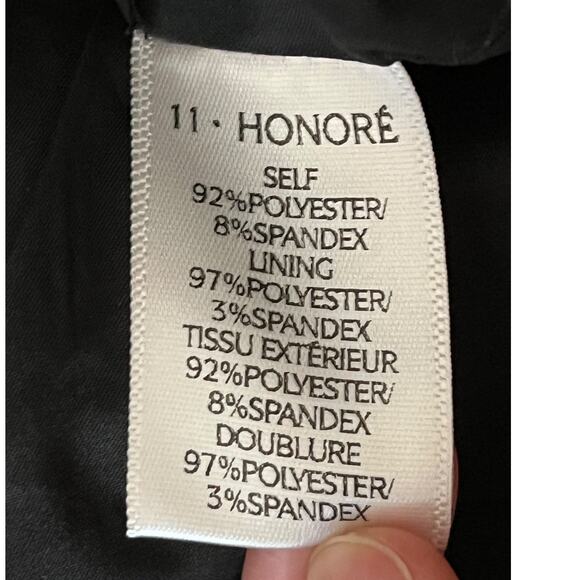 11 · HONORÉ
SELF
92%POLYESTER/
8%SPANDEX
LINING
97%POLYESTER/
3%SPANDEX
TISSU EXTÉRIEUR
92%POLYESTER/
8%SPANDEX
DOUBLURE
97%POLYESTER/
3%SPANDEX